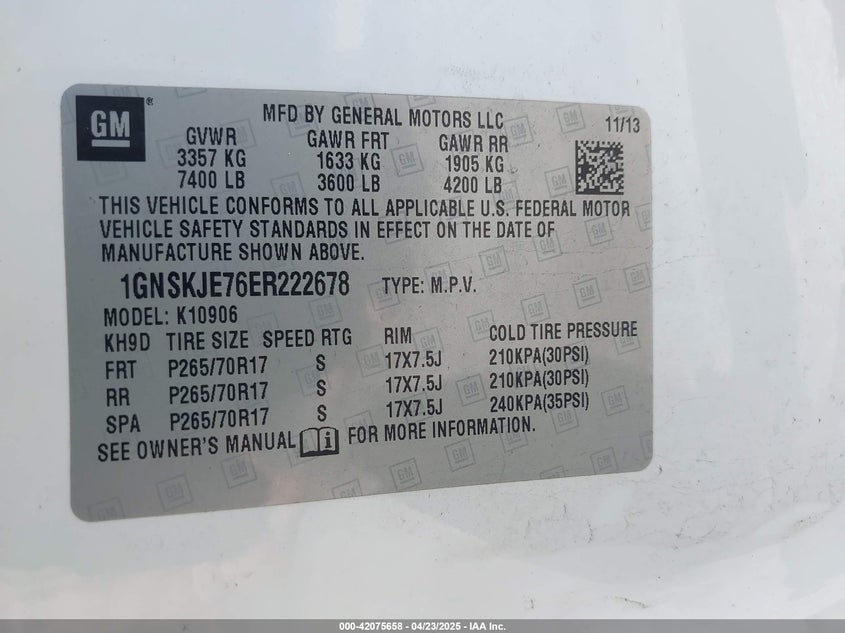 GM ®
MFD BY GENERAL MOTORS LLC 11/13
GVWR GAWR FRT GAWR RR
3357 KG 1633 KG 1905 KG
7400 LB 3600 LB 4200 LB
THIS VEHICLE CONFORMS TO ALL APPLICABLE U.S. FEDERAL MOTOR
VEHICLE SAFETY STANDARDS IN EFFECT ON THE DATE OF
MANUFACTURE SHOWN ABOVE.
1GNSKJE76ER222678 TYPE: M.P.V.
MODEL: K10906
KH9D TIRE SIZE SPEED RTG RIM COLD TIRE PRESSURE
FRT P265/70R17 S 17X7.5J 210KPA(30PSI)
RR P265/70R17 S 17X7.5J 210KPA(30PSI)
SPA P265/70R17 S 17X7.5J 240KPA(35PSI)
SEE OWNER'S MANUAL i FOR MORE INFORMATION.
000-42075658 - 04/23/2025 - IAA Inc.